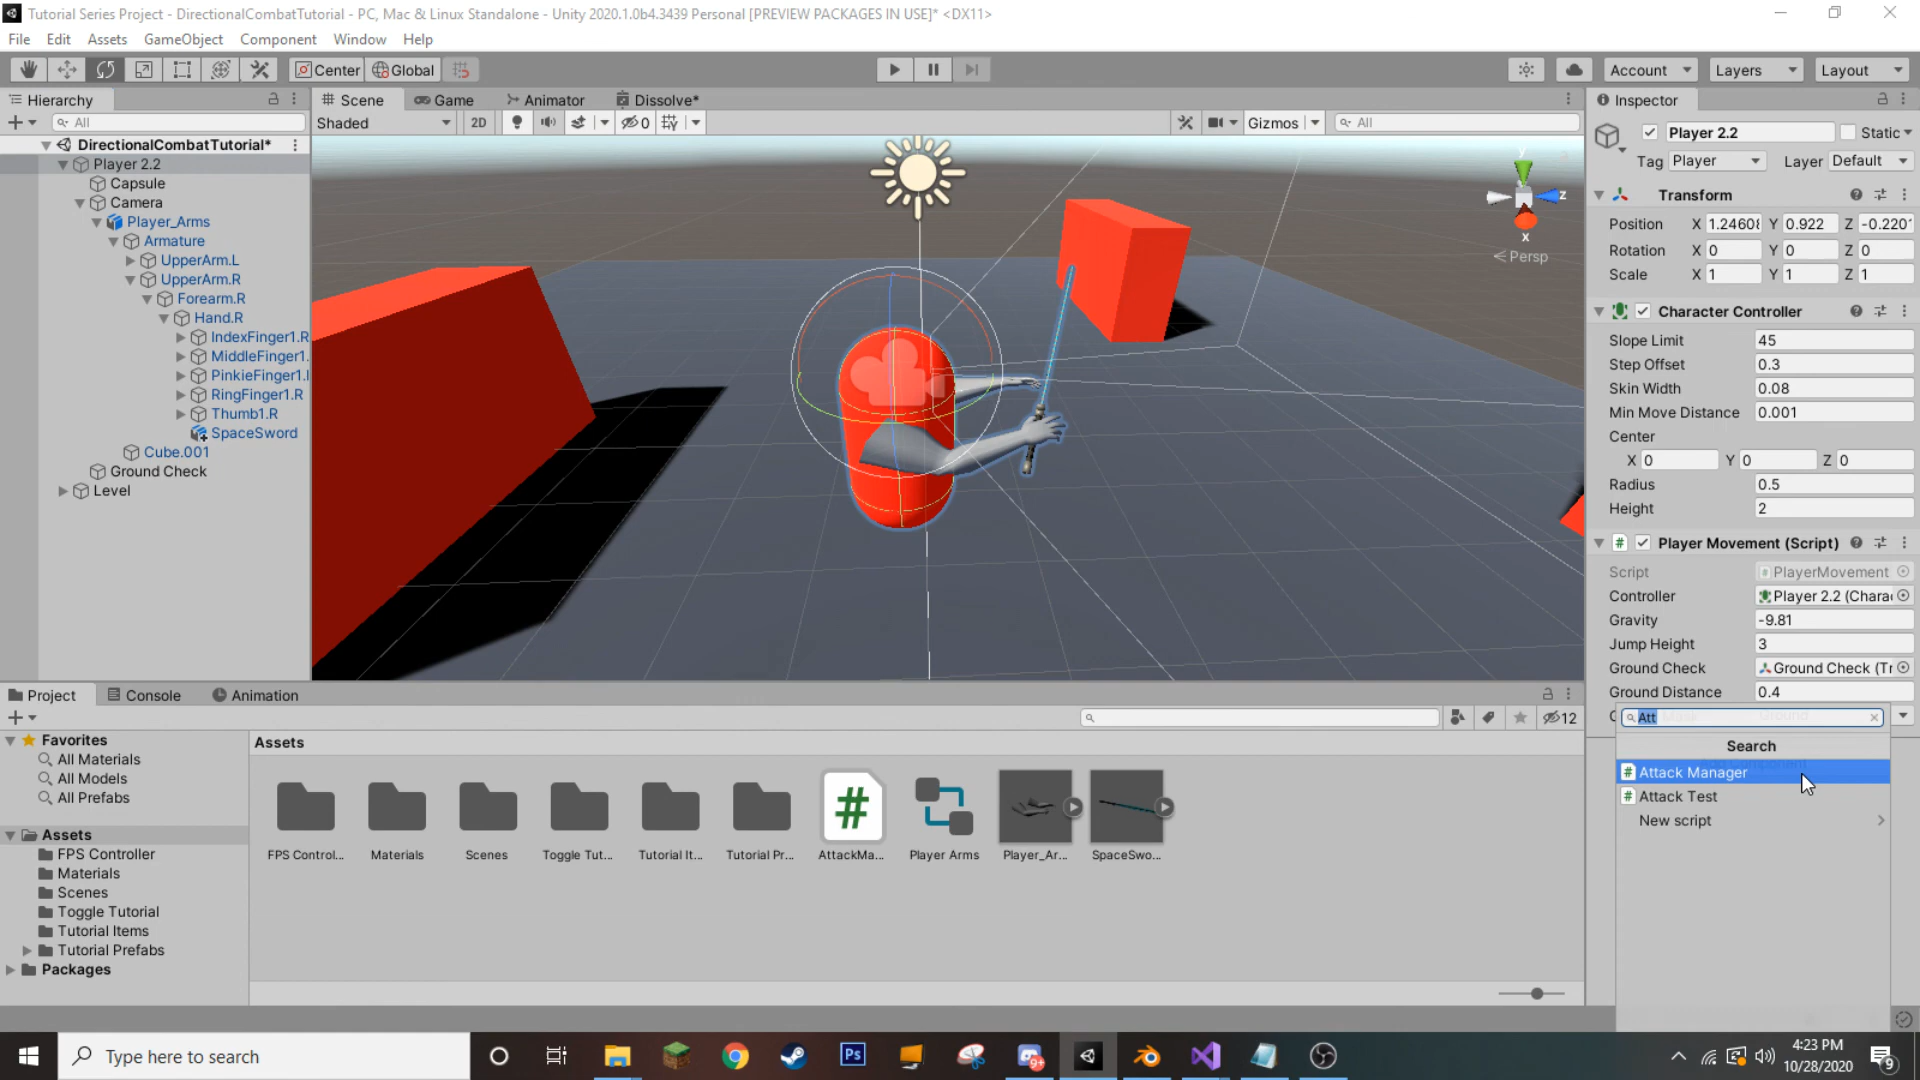 Tutorial Series Project - DirectionalCombatTutorial - PC, Mac & Linux Standalone - Unity 2020.1.0b4.3439 Personal [PREVIEW PACKAGES IN USE]* <DX11>
File Edit Assets GameObject Component Window Help
Center Global Account Layers Layout
Hierarchy
All
DirectionalCombatTutorial*
Player 2.2
Capsule
Camera
Player_Arms
Armature
UpperArm.L
UpperArm.R
Forearm.R
Hand.R
IndexFinger1.R
MiddleFinger1.
PinkieFinger1.
RingFinger1.R
Thumb1.R
SpaceSword
Cube.001
Ground Check
Level
Scene Game Animator Dissolve*
Shaded 2D 0 Gizmos All
y
z
x
Persp
Inspector
Player 2.2 Static
Tag Player Layer Default
Transform
Position X 1.24608 Y 0.922 Z -0.220
Rotation X 0 Y 0 Z 0
Scale X 1 Y 1 Z 1
Character Controller
Slope Limit 45
Step Offset 0.3
Skin Width 0.08
Min Move Distance 0.001
Center
X 0 Y 0 Z 0
Radius 0.5
Height 2
# Player Movement (Script)
Script # PlayerMovement
Controller Player 2.2 (Chara
Gravity -9.81
Jump Height 3
Ground Check Ground Check (Tr
Ground Distance 0.4
Att
Search
# Attack Manager
# Attack Test
New script
Project Console Animation
12
Favorites
All Materials
All Models
All Prefabs
Assets
FPS Controller
Materials
Scenes
Toggle Tutorial
Tutorial Items
Tutorial Prefabs
Packages
Assets
#
FPS Control... Materials Scenes Toggle Tut... Tutorial It... Tutorial Pr... AttackMa... Player Arms Player_Ar... SpaceSwo...
Type here to search
Ps
9+
4:23 PM
10/28/2020
9